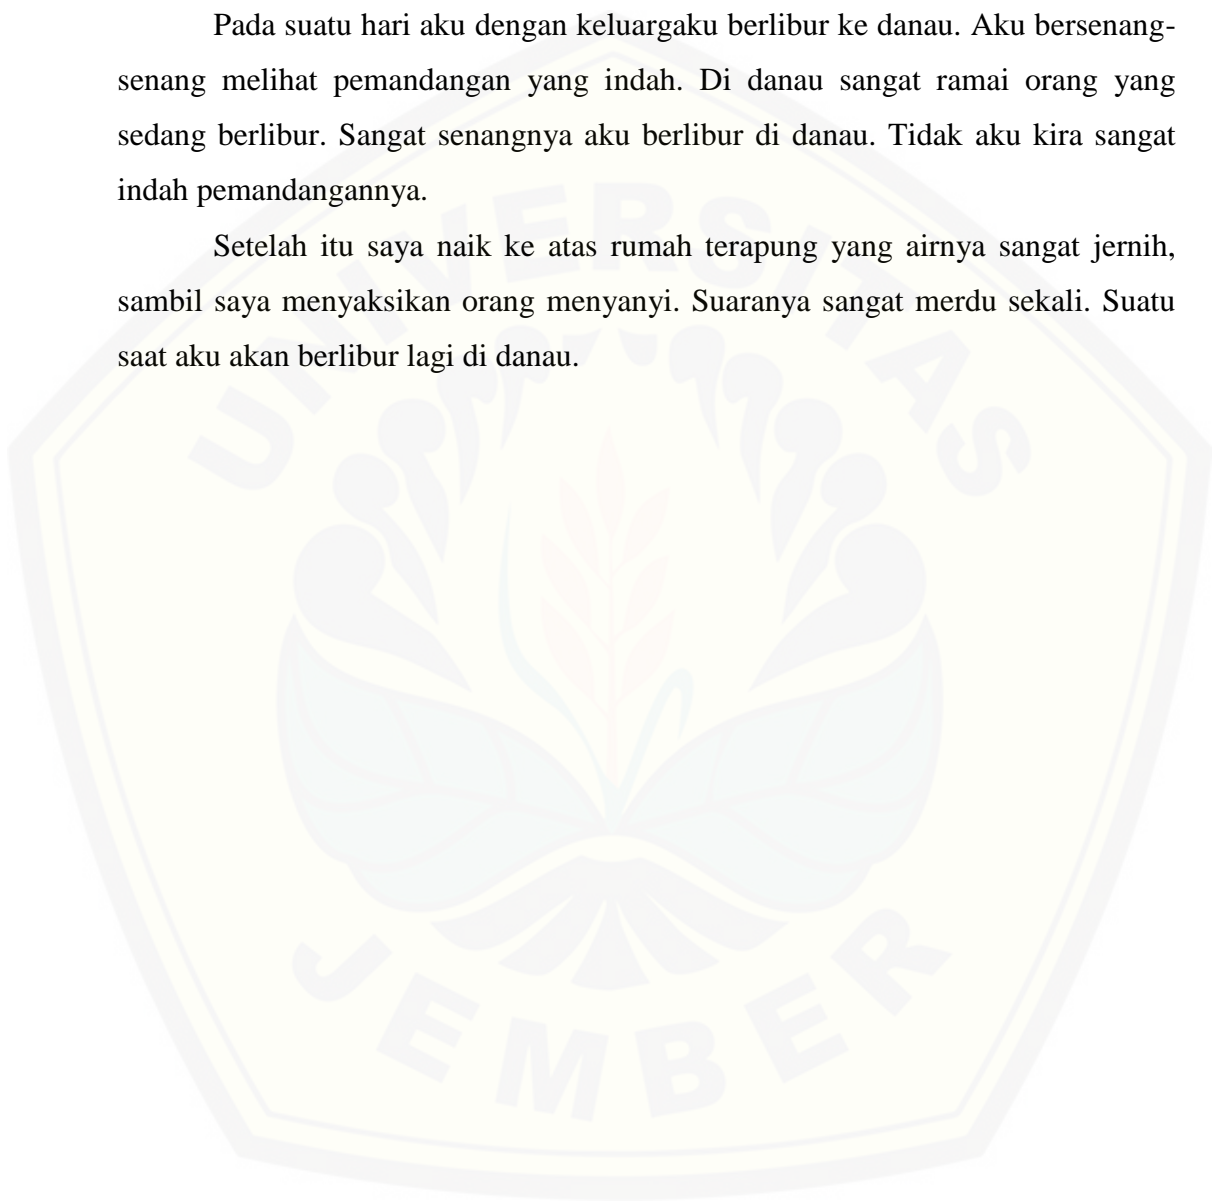 Pada suatu hari aku dengan keluargaku berlibur ke danau. Aku bersenang-
senang melihat pemandangan yang indah. Di danau sangat ramai orang yang
sedang berlibur. Sangat senangnya aku berlibur di danau. Tidak aku kira sangat
indah pemandangannya.
Setelah itu saya naik ke atas rumah terapung yang airnya sangat jernih,
sambil saya menyaksikan orang menyanyi. Suaranya sangat merdu sekali. Suatu
saat aku akan berlibur lagi di danau.
UNIVERSITAS
JEMBER